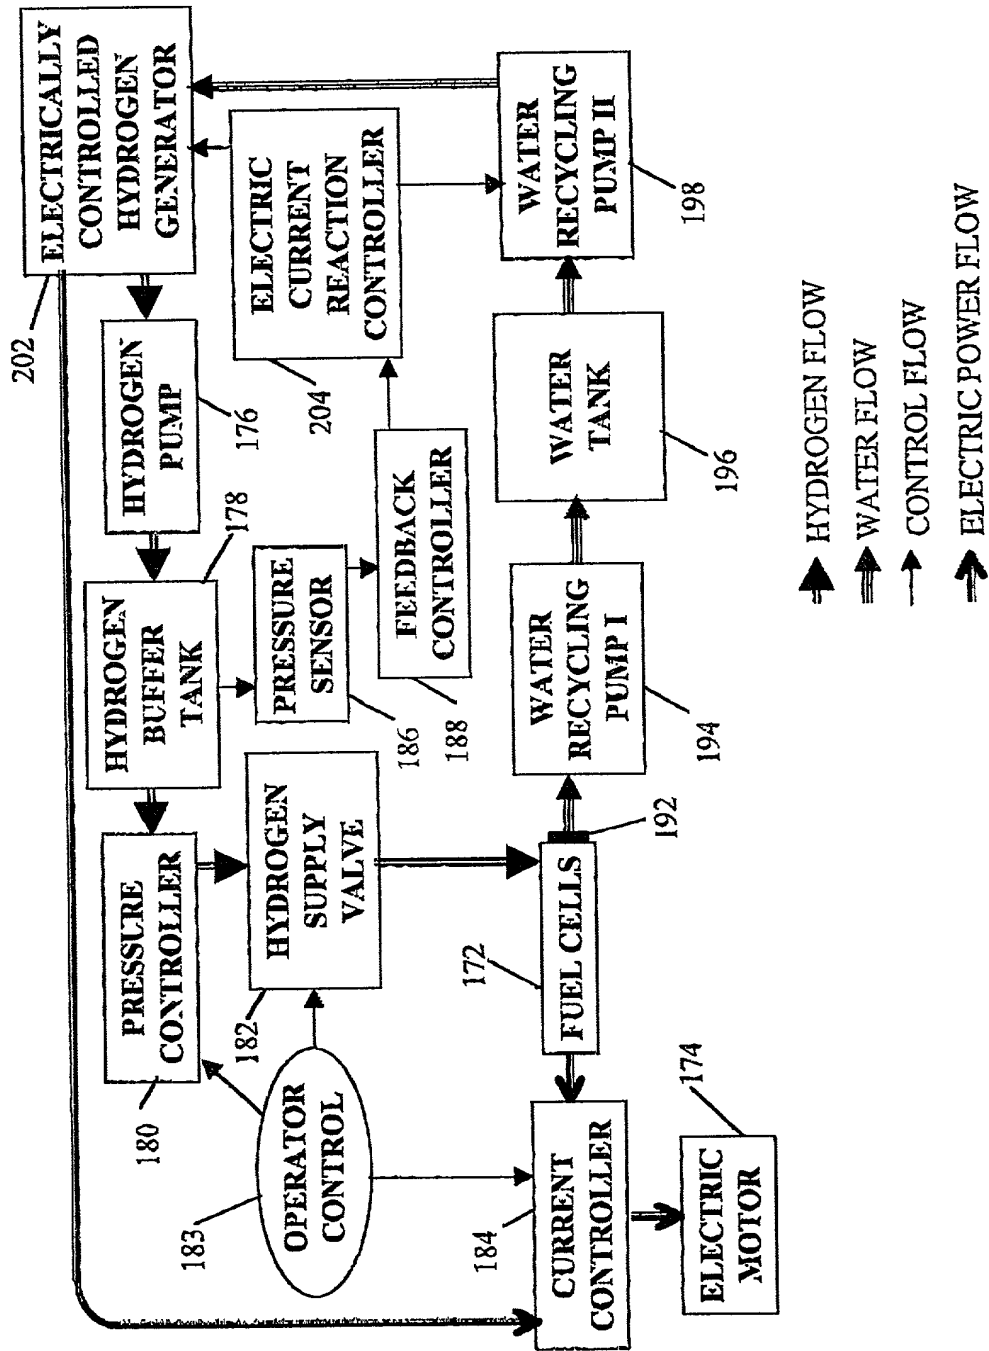 ELECTRIC
MOTOR
174
CURRENT
CONTROLLER
184
OPERATOR
CONTROL
183
PRESSURE
CONTROLLER
180
HYDROGEN
SUPPLY
VALVE
182
FUEL CELLS
172
192
HYDROGEN
BUFFER
TANK
178
PRESSURE
SENSOR
186
FEEDBACK
CONTROLLER
188
WATER
RECYCLING
PUMP I
194
HYDROGEN
PUMP
176
WATER
TANK
196
ELECTRICALLY
CONTROLLED
HYDROGEN
GENERATOR
202
ELECTRIC
CURRENT
REACTION
CONTROLLER
204
WATER
RECYCLING
PUMP II
198
HYDROGEN FLOW
WATER FLOW
CONTROL FLOW
ELECTRIC POWER FLOW